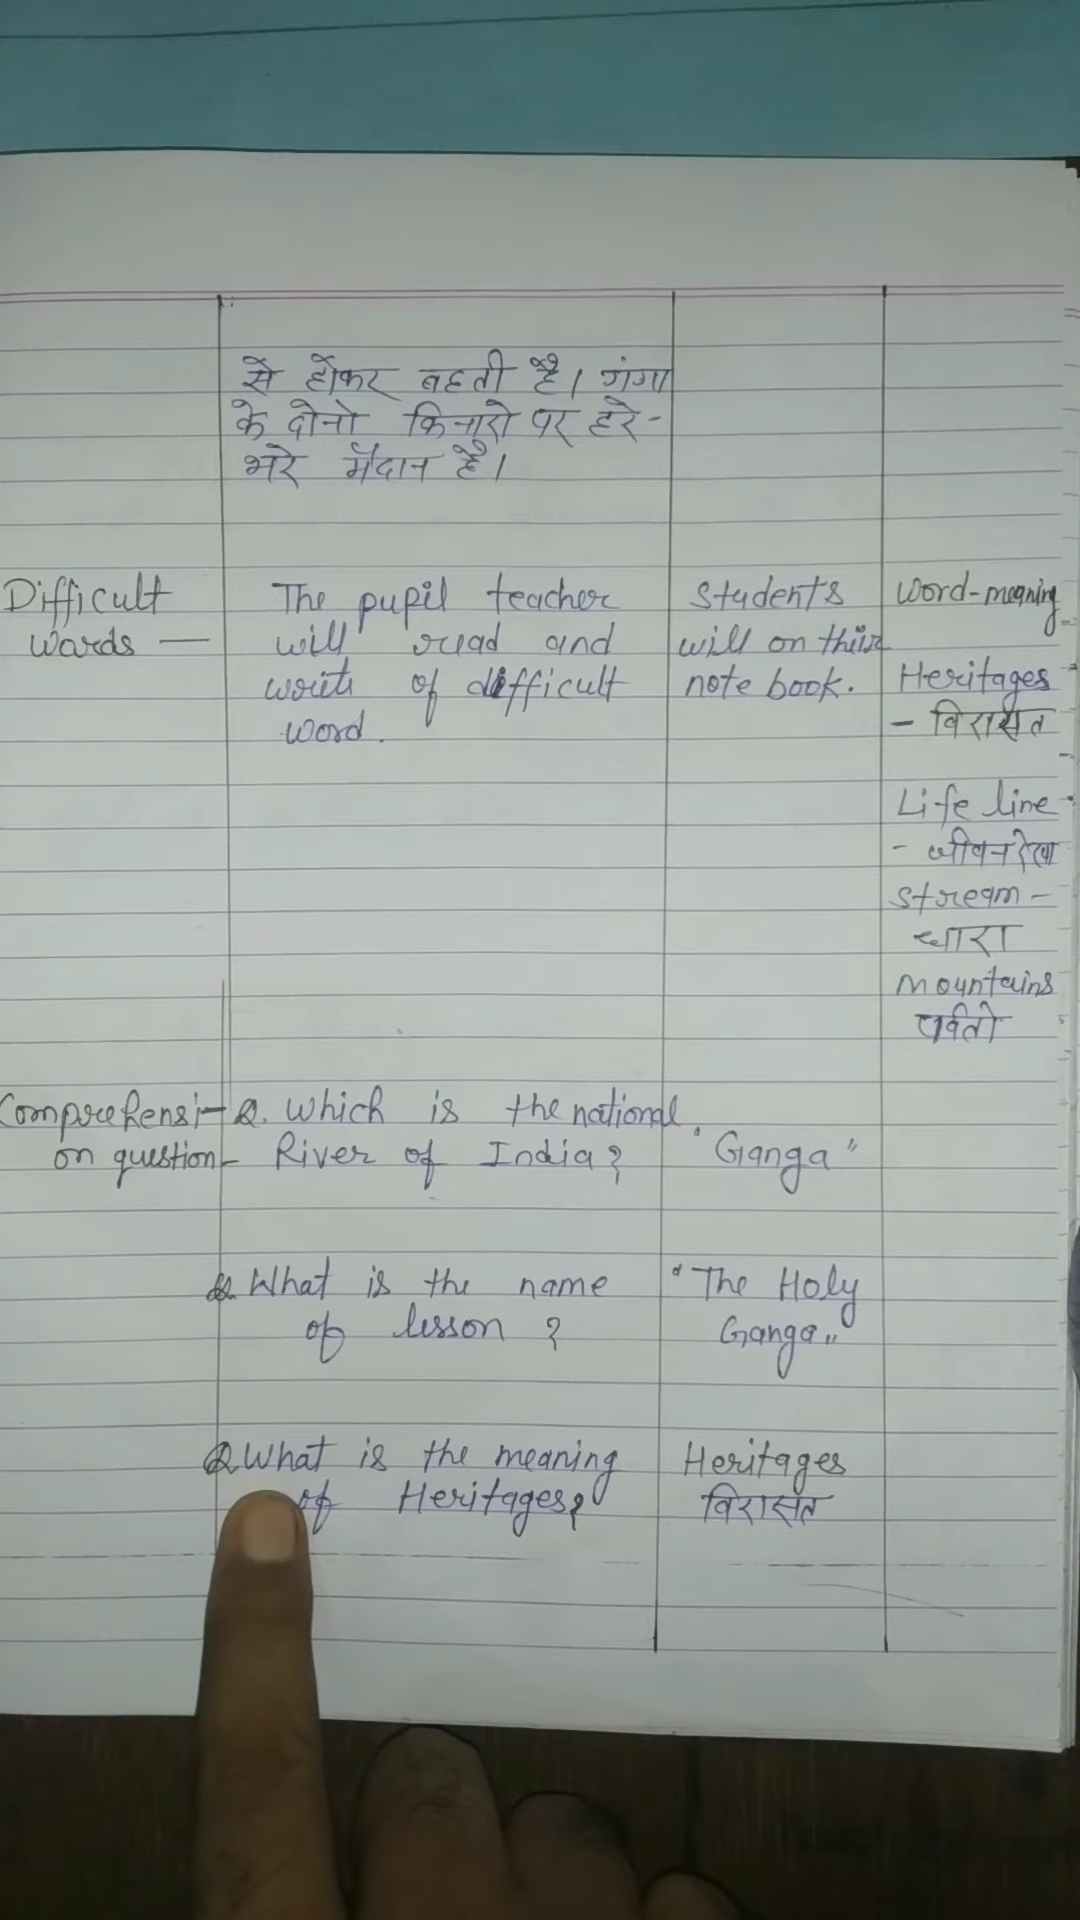 से होकर बहती है। गंगा
के दोनो किनारो पर हरे-
भरे मैदान है।
Difficult
Words —
The pupil teacher
will read and
write of difficult
word.
Students
will on their
note book.
Word-meaning
Heritages
- विरासत
Life line
- जीवनरेखा
Stream -
धारा
Mountains
पर्वतो
Comprehensi-
on question-
Q. Which is the national
River of India?
"Ganga"
Q. What is the name
of lesson?
"The Holy
Ganga"
Q What is the meaning
of Heritages?
Heritages
विरासत